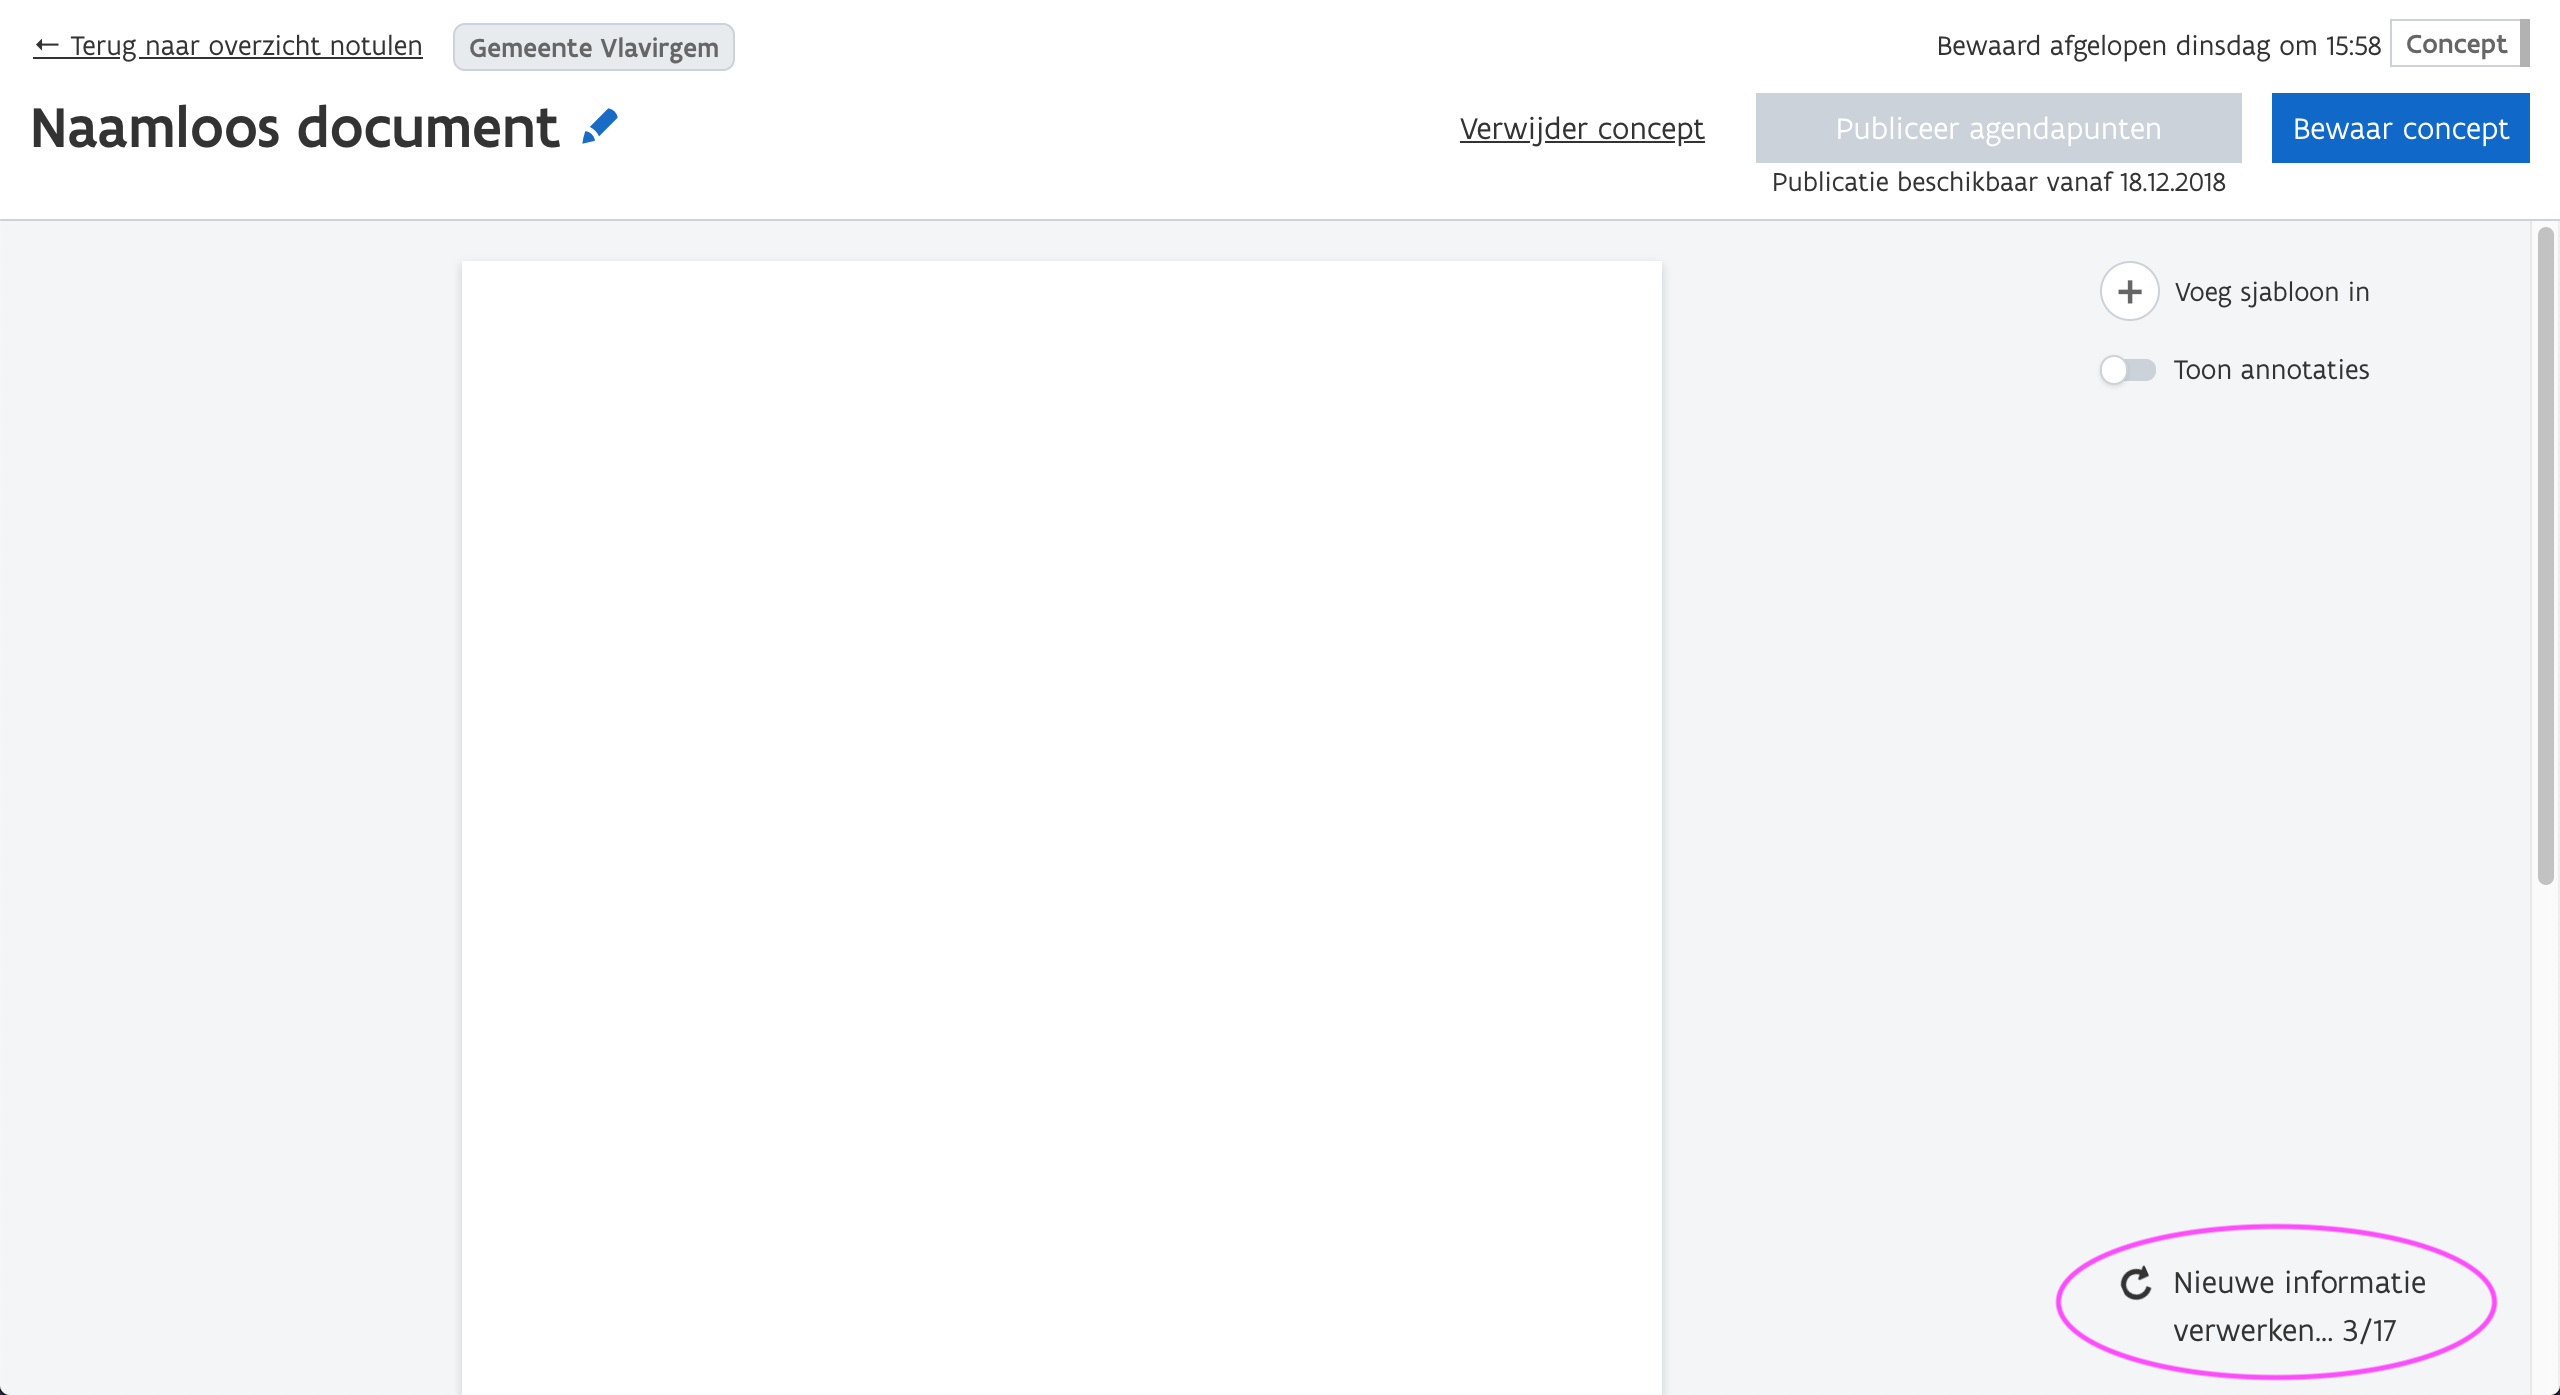 ← Terug naar overzicht notulen
Gemeente Vlavirgem
Bewaard afgelopen dinsdag om 15:58
Concept
Naamloos document
Verwijder concept
Publiceer agendapunten
Bewaar concept
Publicatie beschikbaar vanaf 18.12.2018
Voeg sjabloon in
Toon annotaties
Nieuwe informatie
verwerken... 3/17